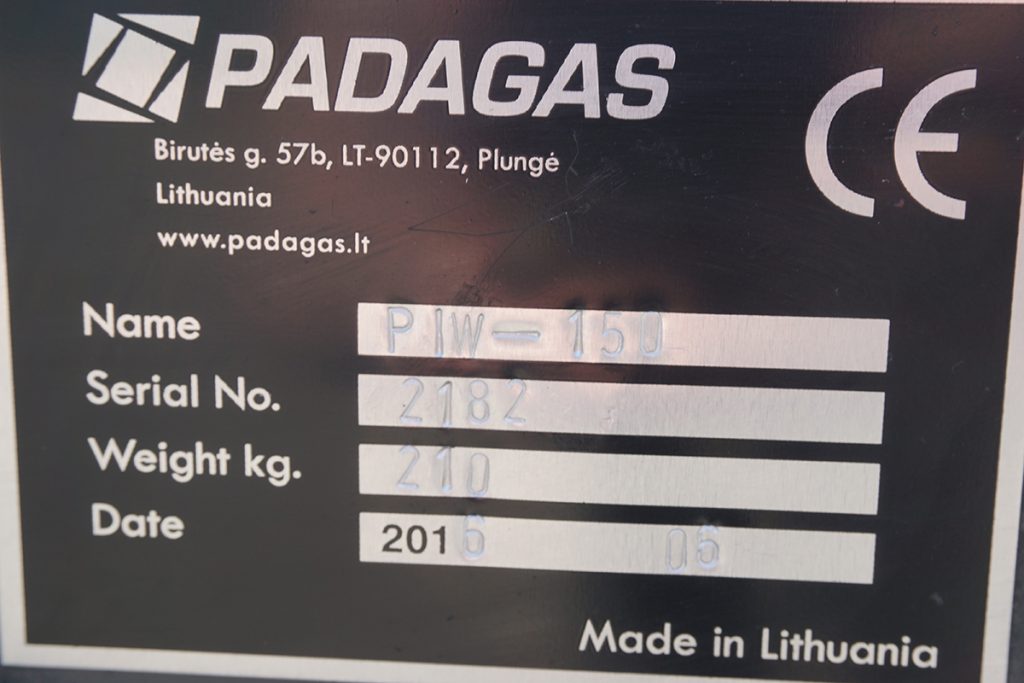 PADAGAS
CE
Birutės g. 57b, LT-90112, Plungė
Lithuania
www.padagas.lt
Name PIW-150
Serial No. 2182
Weight kg. 210
Date 2016 06
Made in Lithuania